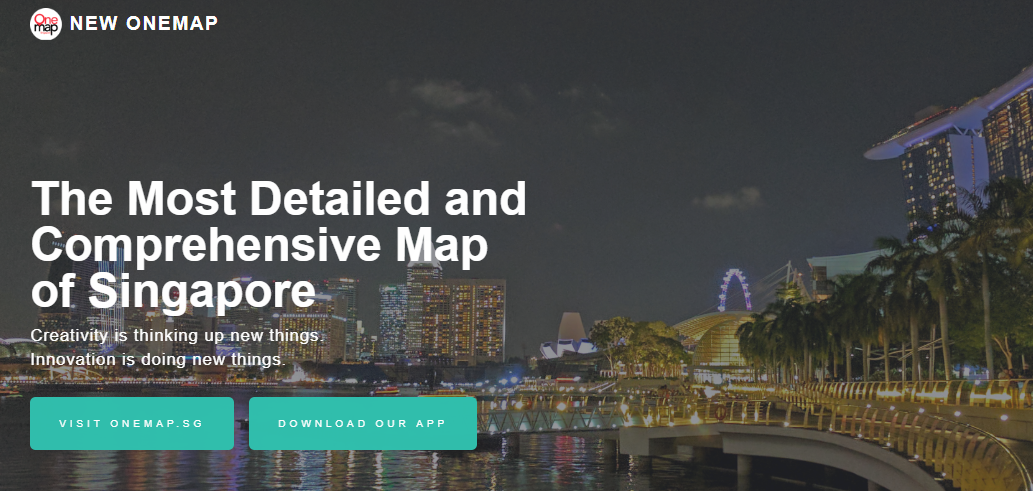 One
map
NEW ONEMAP
The Most Detailed and
Comprehensive Map
of Singapore
Creativity is thinking up new things.
Innovation is doing new things.
VISIT ONEMAP.SG
DOWNLOAD OUR APP